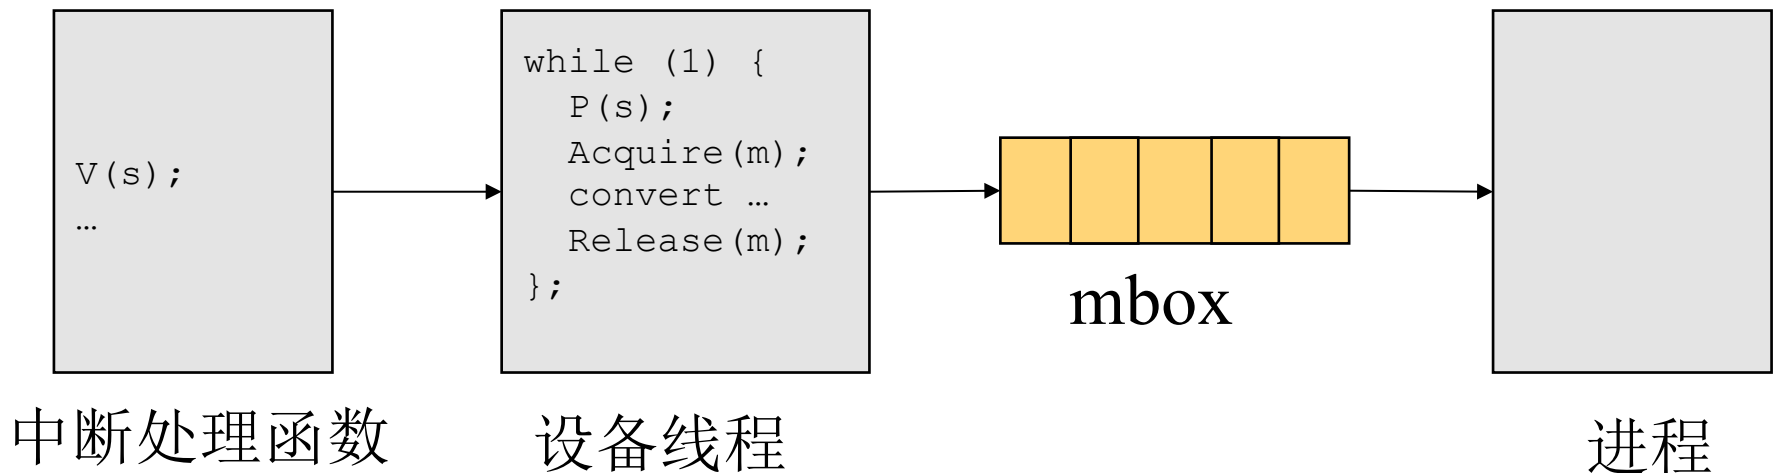 V(s);
…
while (1) {
P(s);
Acquire(m);
convert …
Release(m);
};
mbox
中断处理函数
设备线程
进程